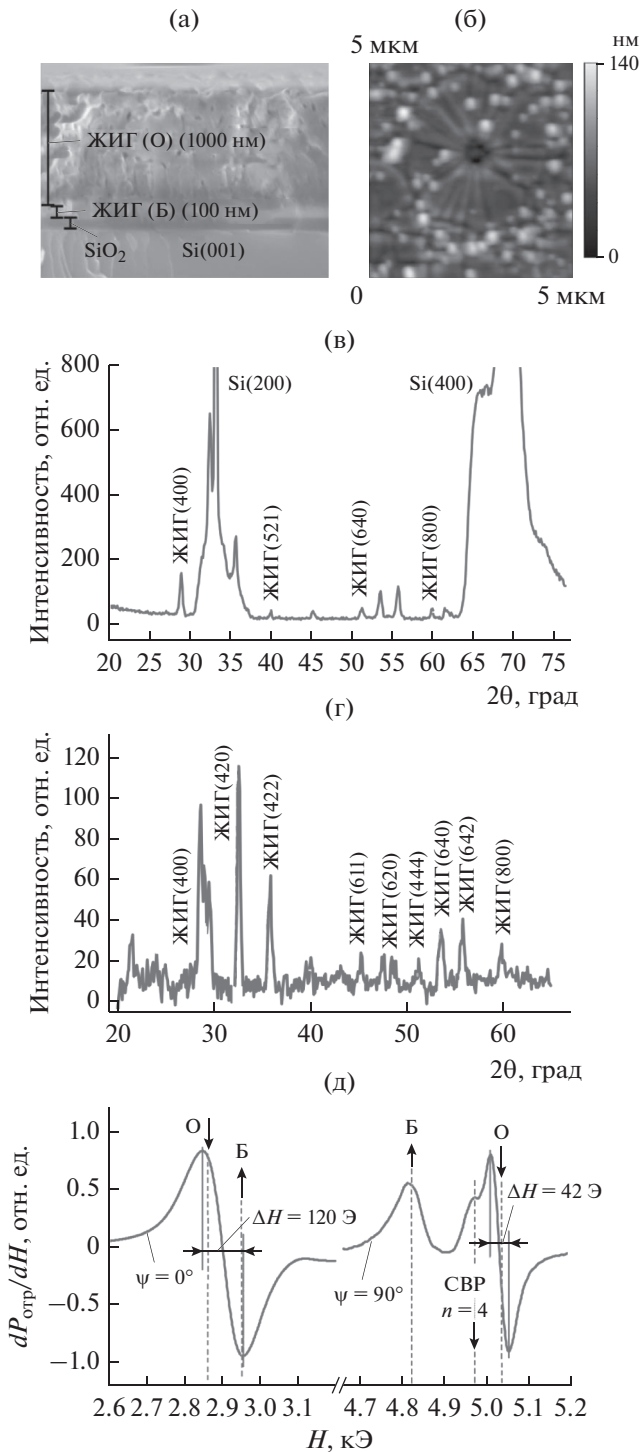 (а)
(б)
5 мкм
нм
140
ЖИГ (О) (1000 нм)
ЖИГ (Б) (100 нм)
SiO2
Si(001)
0
0
5 мкм
(в)
Интенсивность, отн. ед.
800
600
400
200
0
ЖИГ(400)
Si(200)
ЖИГ(521)
ЖИГ(640)
ЖИГ(800)
Si(400)
20 25 30 35 40 45 50 55 60 65 70 75
2θ, град
(г)
Интенсивность, отн. ед.
120
100
80
60
40
20
0
ЖИГ(400)
ЖИГ(420)
ЖИГ(422)
ЖИГ(611)
ЖИГ(620)
ЖИГ(444)
ЖИГ(640)
ЖИГ(642)
ЖИГ(800)
20 30 40 50 60
2θ, град
(д)
dPотр/dH, отн. ед.
1.0
0.5
0
−0.5
−1.0
О
Б
ΔH = 120 Э
ψ = 0°
Б
О
ΔH = 42 Э
ψ = 90°
СВР
n = 4
2.6 2.7 2.8 2.9 3.0 3.1 4.7 4.8 4.9 5.0 5.1 5.2
H, кЭ